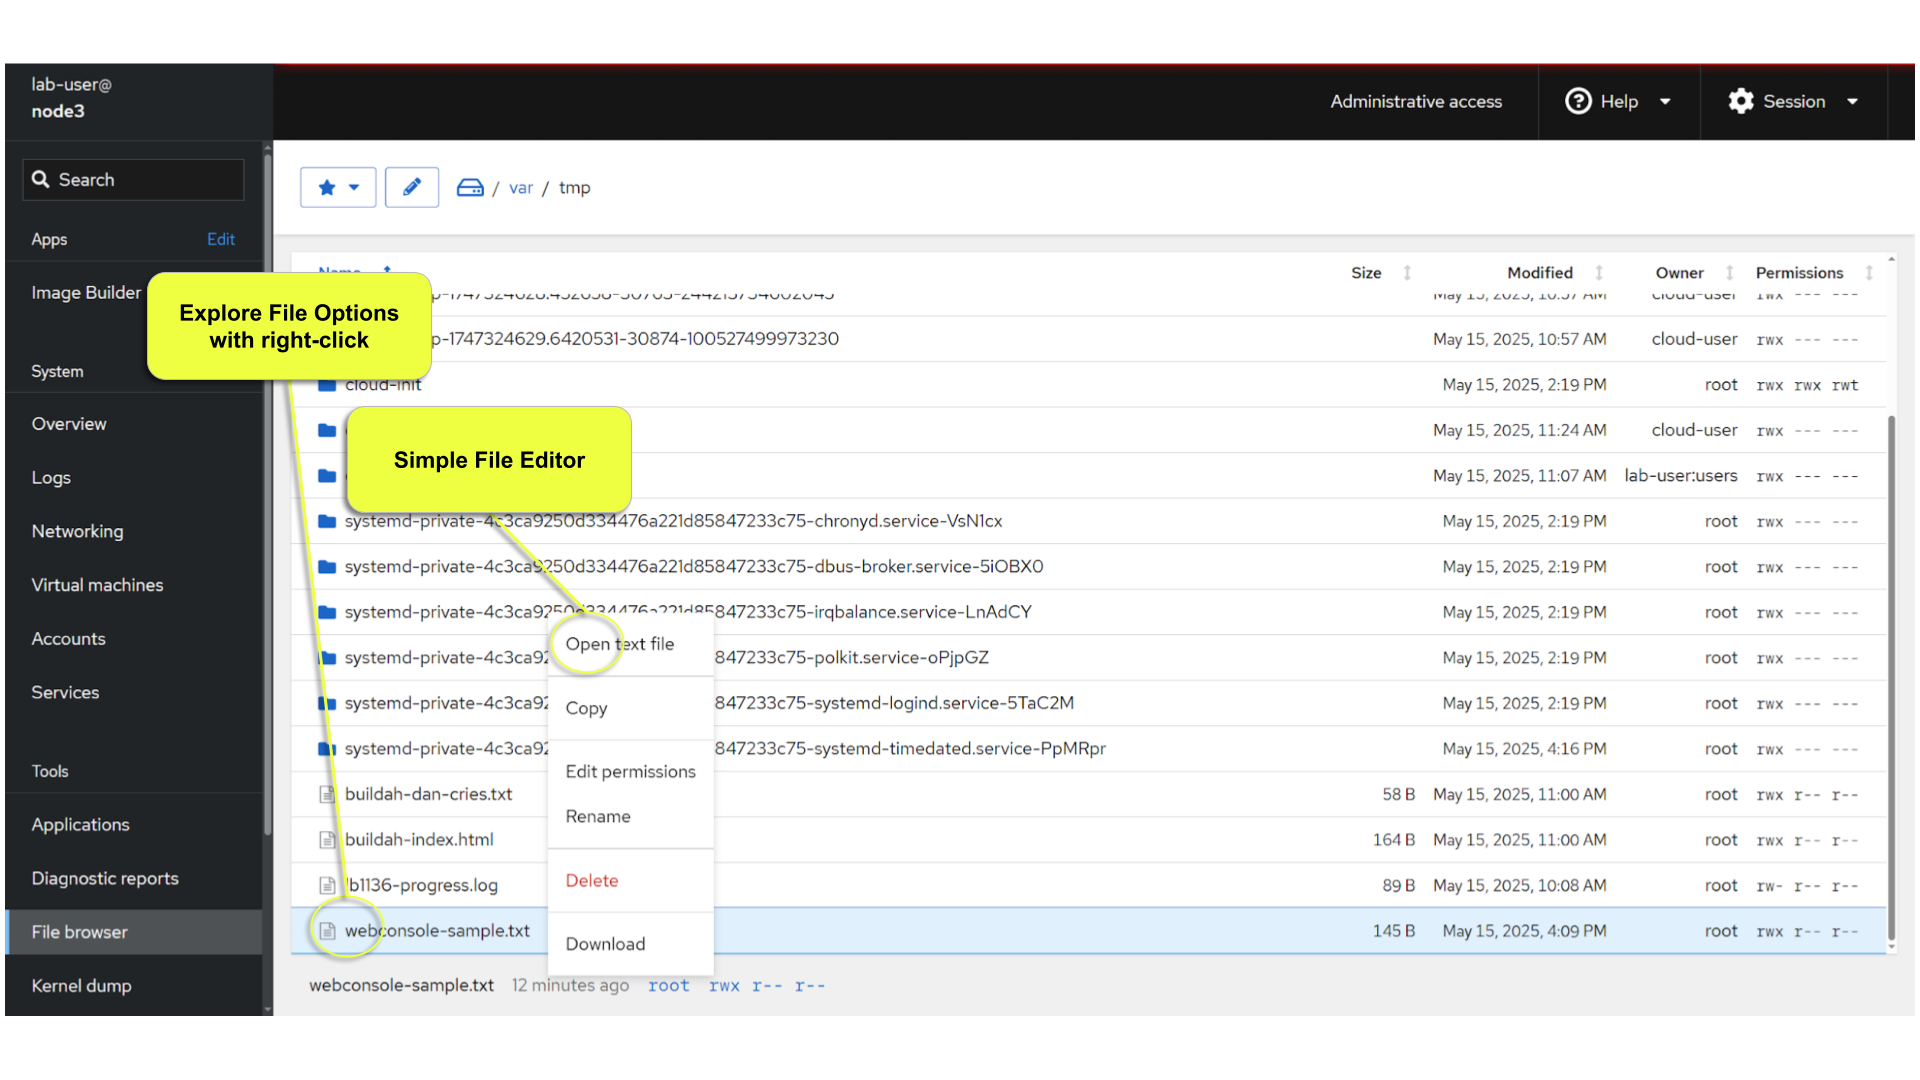 lab-user@
node3
Administrative access
Help
Session
Search
/ var / tmp
Apps Edit
Image Builder
System
Overview
Logs
Networking
Virtual machines
Accounts
Services
Tools
Applications
Diagnostic reports
File browser
Kernel dump
Explore File Options
with right-click
Simple File Editor
Name Size Modified Owner Permissions
May 15, 2025, 10:57 AM cloud-user rwx --- ---
p-1747324629.6420531-30874-100527499973230 May 15, 2025, 10:57 AM cloud-user rwx --- ---
cloud-init May 15, 2025, 2:19 PM root rwx rwx rwt
May 15, 2025, 11:24 AM cloud-user rwx --- ---
May 15, 2025, 11:07 AM lab-user:users rwx --- ---
systemd-private-4c3ca9250d334476a221d85847233c75-chronyd.service-VsN1cx May 15, 2025, 2:19 PM root rwx --- ---
systemd-private-4c3ca9250d334476a221d85847233c75-dbus-broker.service-5iOBX0 May 15, 2025, 2:19 PM root rwx --- ---
systemd-private-4c3ca9250d334476a221d85847233c75-irqbalance.service-LnAdCY May 15, 2025, 2:19 PM root rwx --- ---
systemd-private-4c3ca92 847233c75-polkit.service-oPjpGZ May 15, 2025, 2:19 PM root rwx --- ---
systemd-private-4c3ca92 847233c75-systemd-logind.service-5TaC2M May 15, 2025, 2:19 PM root rwx --- ---
systemd-private-4c3ca92 847233c75-systemd-timedated.service-PpMRpr May 15, 2025, 4:16 PM root rwx --- ---
buildah-dan-cries.txt 58 B May 15, 2025, 11:00 AM root rwx r-- r--
buildah-index.html 164 B May 15, 2025, 11:00 AM root rwx r-- r--
lb1136-progress.log 89 B May 15, 2025, 10:08 AM root rw- r-- r--
webconsole-sample.txt 145 B May 15, 2025, 4:09 PM root rwx r-- r--
Open text file
Copy
Edit permissions
Rename
Delete
Download
webconsole-sample.txt 12 minutes ago root rwx r-- r--